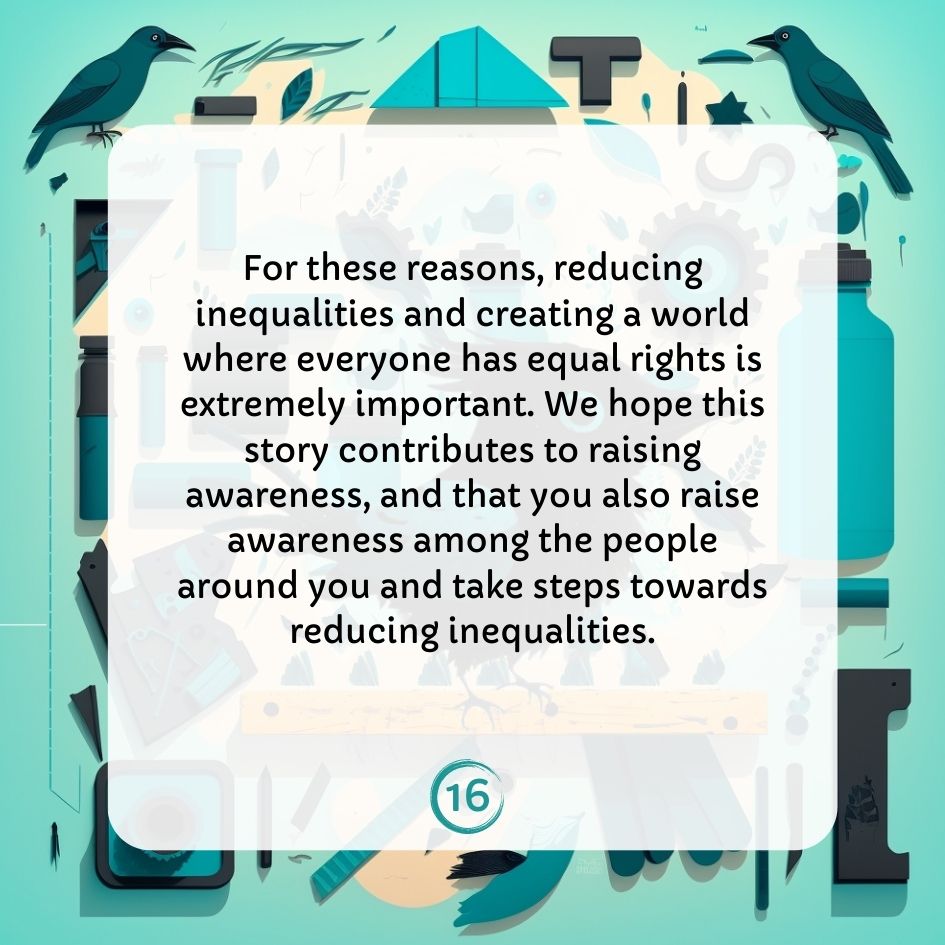 For these reasons, reducing
inequalities and creating a world
where everyone has equal rights is
extremely important. We hope this
story contributes to raising
awareness, and that you also raise
awareness among the people
around you and take steps towards
reducing inequalities.
16